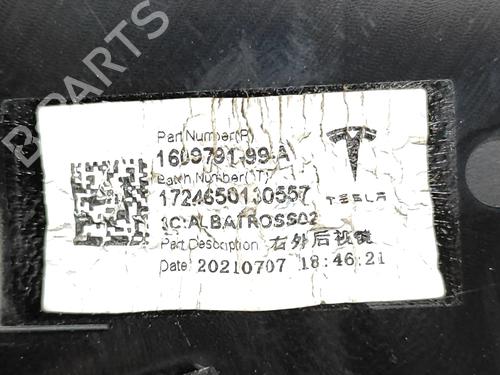 B-PARTS
Part Number(P)
1609791-99-A
Batch Number(1T)
1724650130557
TESLA
1C:ALBATROSS02
Part Description 右外后视镜
Date: 20210707 18:46:21